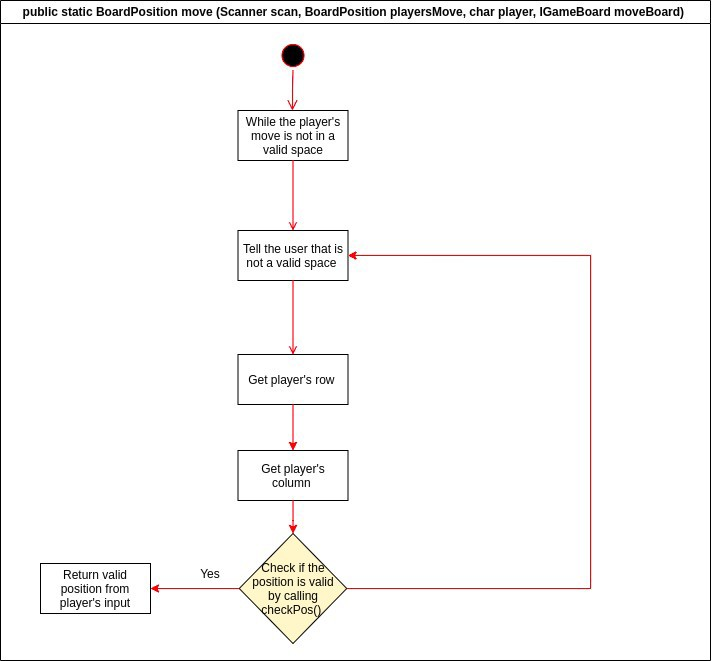 public static BoardPosition move (Scanner scan, BoardPosition playersMove, char player, IGameBoard moveBoard)
While the player's
move is not in a
valid space
Tell the user that is
not a valid space
Get player's row
Get player's
column
Check if the
position is valid
by calling
checkPos()
Yes
Return valid
position from
player's input